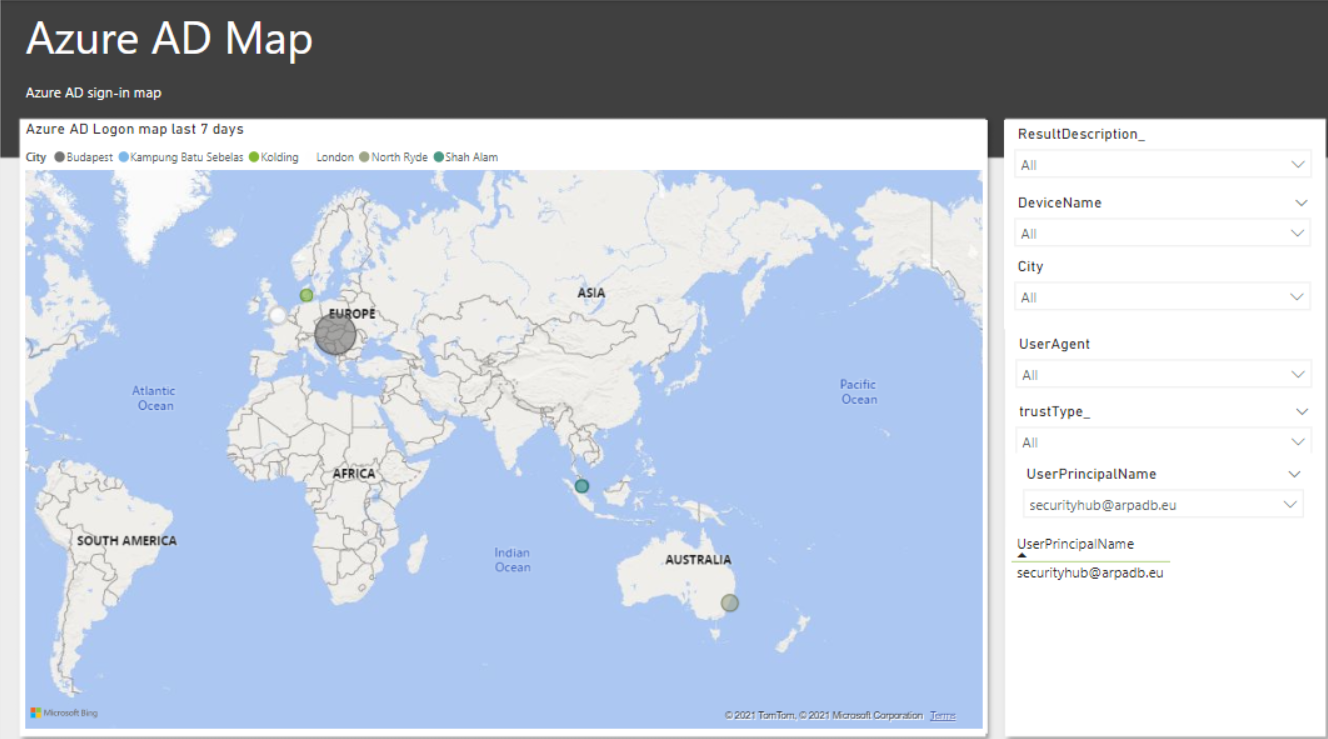 Azure AD Map
Azure AD sign-in map
Azure AD Logon map last 7 days
City Budapest Kampung Batu Sebelas Kolding London North Ryde Shah Alam
ASIA
EUROPE
Atlantic
Ocean
Pacific
Ocean
AFRICA
SOUTH AMERICA
Indian
Ocean
AUSTRALIA
Microsoft Bing
© 2021 TomTom, © 2021 Microsoft Corporation Terms
ResultDescription_
All
DeviceName
All
City
All
UserAgent
All
trustType_
All
UserPrincipalName
securityhub@arpadb.eu
UserPrincipalName
securityhub@arpadb.eu